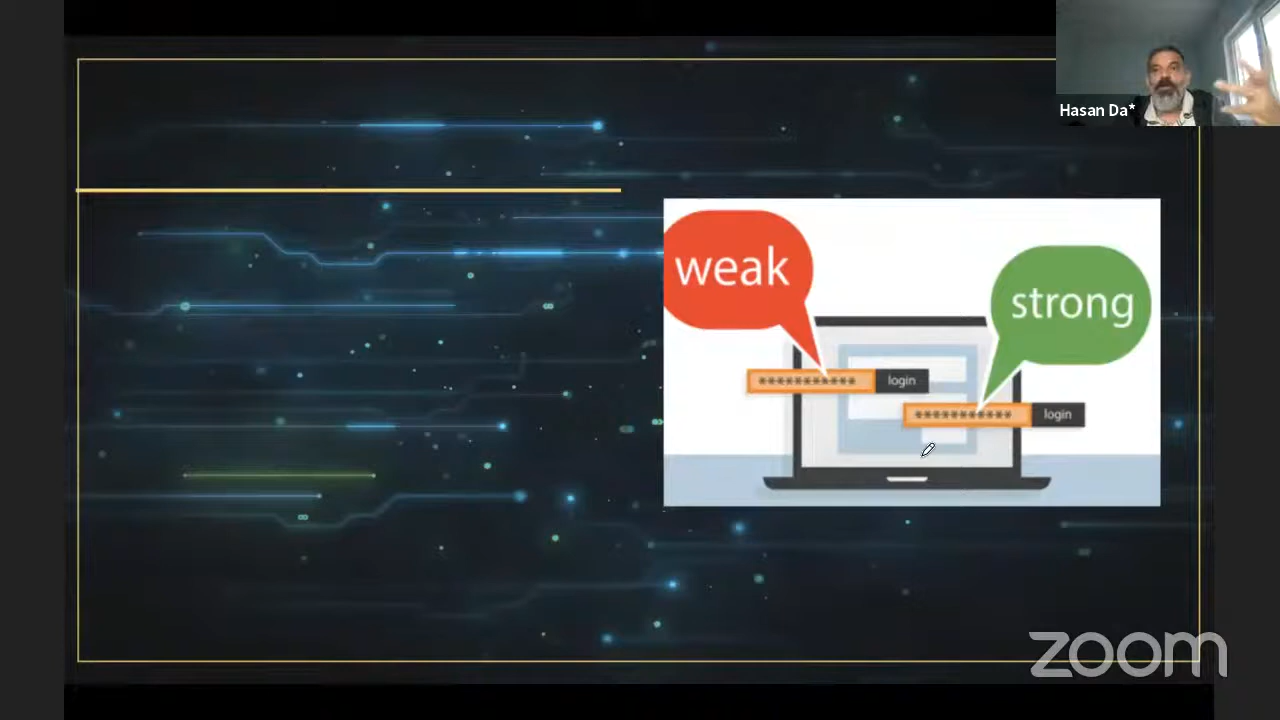 Hasan Da*
weak
strong
*********** login
*********** login
zoom